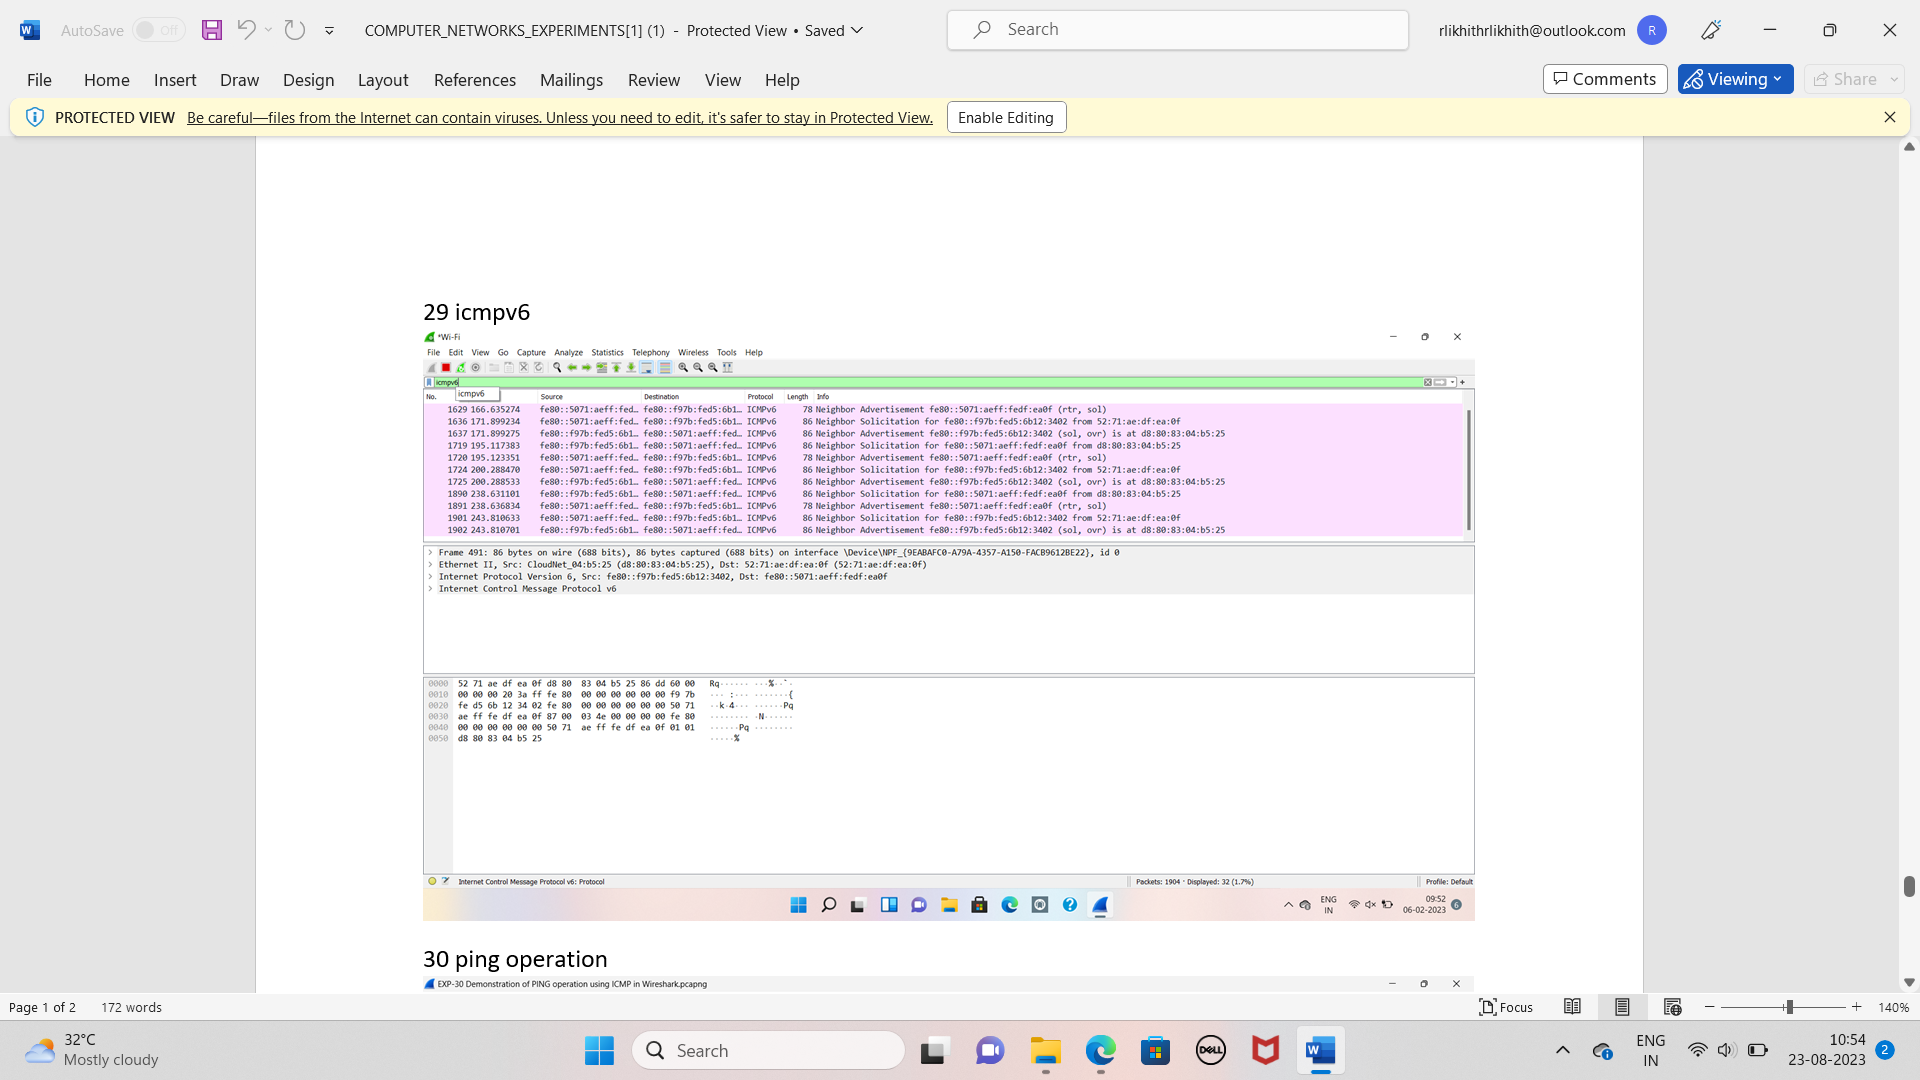 AutoSave Off COMPUTER_NETWORKS_EXPERIMENTS[1] (1) - Protected View • Saved Search rlikhithrlikhith@outlook.com R
File Home Insert Draw Design Layout References Mailings Review View Help Comments Viewing Share
PROTECTED VIEW Be careful—files from the Internet can contain viruses. Unless you need to edit, it's safer to stay in Protected View. Enable Editing
29 icmpv6
*Wi-Fi
File Edit View Go Capture Analyze Statistics Telephony Wireless Tools Help
icmpv6
icmpv6
No. Source Destination Protocol Length Info
1629 166.635274 fe80::5071:aeff:fed… fe80::f97b:fed5:6b1… ICMPv6 78 Neighbor Advertisement fe80::5071:aeff:fedf:ea0f (rtr, sol)
1636 171.899234 fe80::5071:aeff:fed… fe80::f97b:fed5:6b1… ICMPv6 86 Neighbor Solicitation for fe80::f97b:fed5:6b12:3402 from 52:71:ae:df:ea:0f
1637 171.899275 fe80::f97b:fed5:6b1… fe80::5071:aeff:fed… ICMPv6 86 Neighbor Advertisement fe80::f97b:fed5:6b12:3402 (sol, ovr) is at d8:80:83:04:b5:25
1719 195.117383 fe80::f97b:fed5:6b1… fe80::5071:aeff:fed… ICMPv6 86 Neighbor Solicitation for fe80::5071:aeff:fedf:ea0f from d8:80:83:04:b5:25
1720 195.123351 fe80::5071:aeff:fed… fe80::f97b:fed5:6b1… ICMPv6 78 Neighbor Advertisement fe80::5071:aeff:fedf:ea0f (rtr, sol)
1724 200.288470 fe80::5071:aeff:fed… fe80::f97b:fed5:6b1… ICMPv6 86 Neighbor Solicitation for fe80::f97b:fed5:6b12:3402 from 52:71:ae:df:ea:0f
1725 200.288533 fe80::f97b:fed5:6b1… fe80::5071:aeff:fed… ICMPv6 86 Neighbor Advertisement fe80::f97b:fed5:6b12:3402 (sol, ovr) is at d8:80:83:04:b5:25
1890 238.631101 fe80::f97b:fed5:6b1… fe80::5071:aeff:fed… ICMPv6 86 Neighbor Solicitation for fe80::5071:aeff:fedf:ea0f from d8:80:83:04:b5:25
1891 238.636834 fe80::5071:aeff:fed… fe80::f97b:fed5:6b1… ICMPv6 78 Neighbor Advertisement fe80::5071:aeff:fedf:ea0f (rtr, sol)
1901 243.810633 fe80::5071:aeff:fed… fe80::f97b:fed5:6b1… ICMPv6 86 Neighbor Solicitation for fe80::f97b:fed5:6b12:3402 from 52:71:ae:df:ea:0f
1902 243.810701 fe80::f97b:fed5:6b1… fe80::5071:aeff:fed… ICMPv6 86 Neighbor Advertisement fe80::f97b:fed5:6b12:3402 (sol, ovr) is at d8:80:83:04:b5:25
Frame 491: 86 bytes on wire (688 bits), 86 bytes captured (688 bits) on interface \Device\NPF_{9EABAFC0-A79A-4357-A150-FACB9612BE22}, id 0
Ethernet II, Src: CloudNet_04:b5:25 (d8:80:83:04:b5:25), Dst: 52:71:ae:df:ea:0f (52:71:ae:df:ea:0f)
Internet Protocol Version 6, Src: fe80::f97b:fed5:6b12:3402, Dst: fe80::5071:aeff:fedf:ea0f
Internet Control Message Protocol v6
0000 52 71 ae df ea 0f d8 80 83 04 b5 25 86 dd 60 00 Rq······ ···%··`·
0010 00 00 00 20 3a ff fe 80 00 00 00 00 00 00 f9 7b ··· :··· ·······{
0020 fe d5 6b 12 34 02 fe 80 00 00 00 00 00 00 50 71 ··k·4··· ······Pq
0030 ae ff fe df ea 0f 87 00 03 4e 00 00 00 00 fe 80 ········ ·N······
0040 00 00 00 00 00 00 50 71 ae ff fe df ea 0f 01 01 ······Pq ········
0050 d8 80 83 04 b5 25 ·····%
Internet Control Message Protocol v6: Protocol Packets: 1904 · Displayed: 32 (1.7%) Profile: Default
ENG IN 09:52 06-02-2023 6
30 ping operation
EXP-30 Demonstration of PING operation using ICMP in Wireshark.pcapng
Page 1 of 2 172 words Focus 140%
32°C
Mostly cloudy
Search
DELL
ENG
IN
10:54
23-08-2023
2